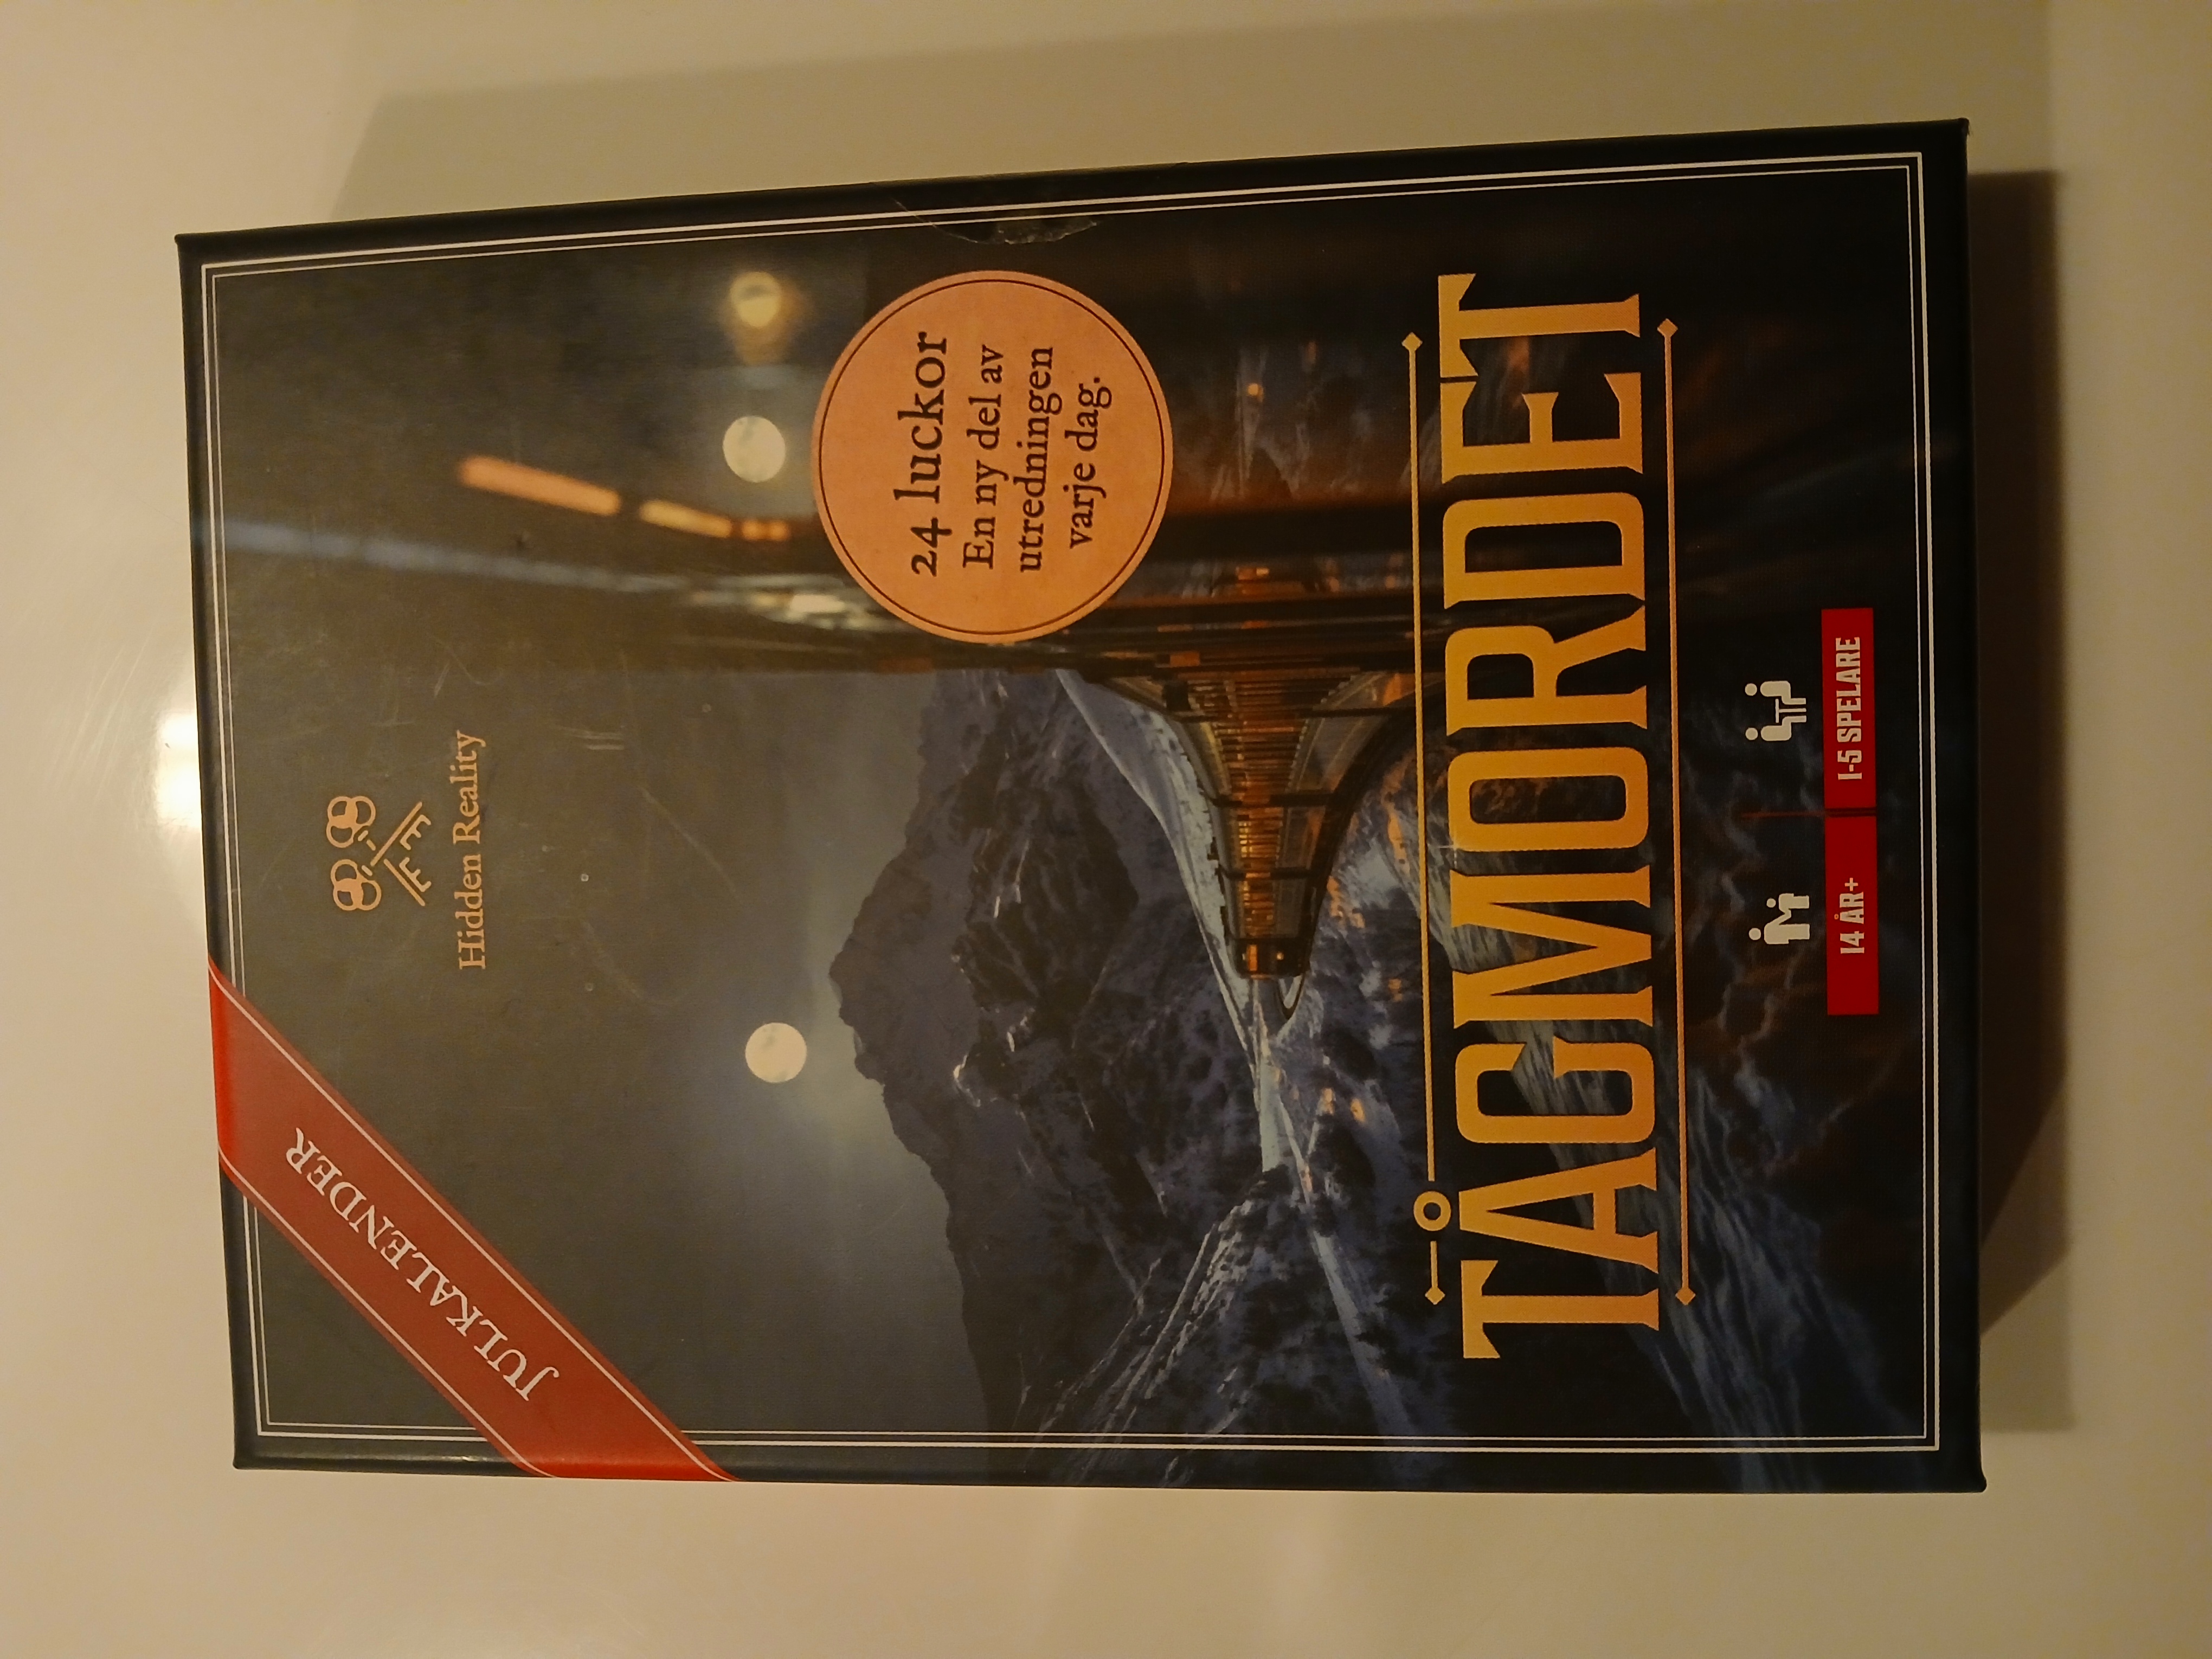 JULKALENDER
Hidden Reality
24 luckor
En ny del av
utredningen
varje dag.
TÅGMORDET
14 ÅR+
1-5 SPELARE